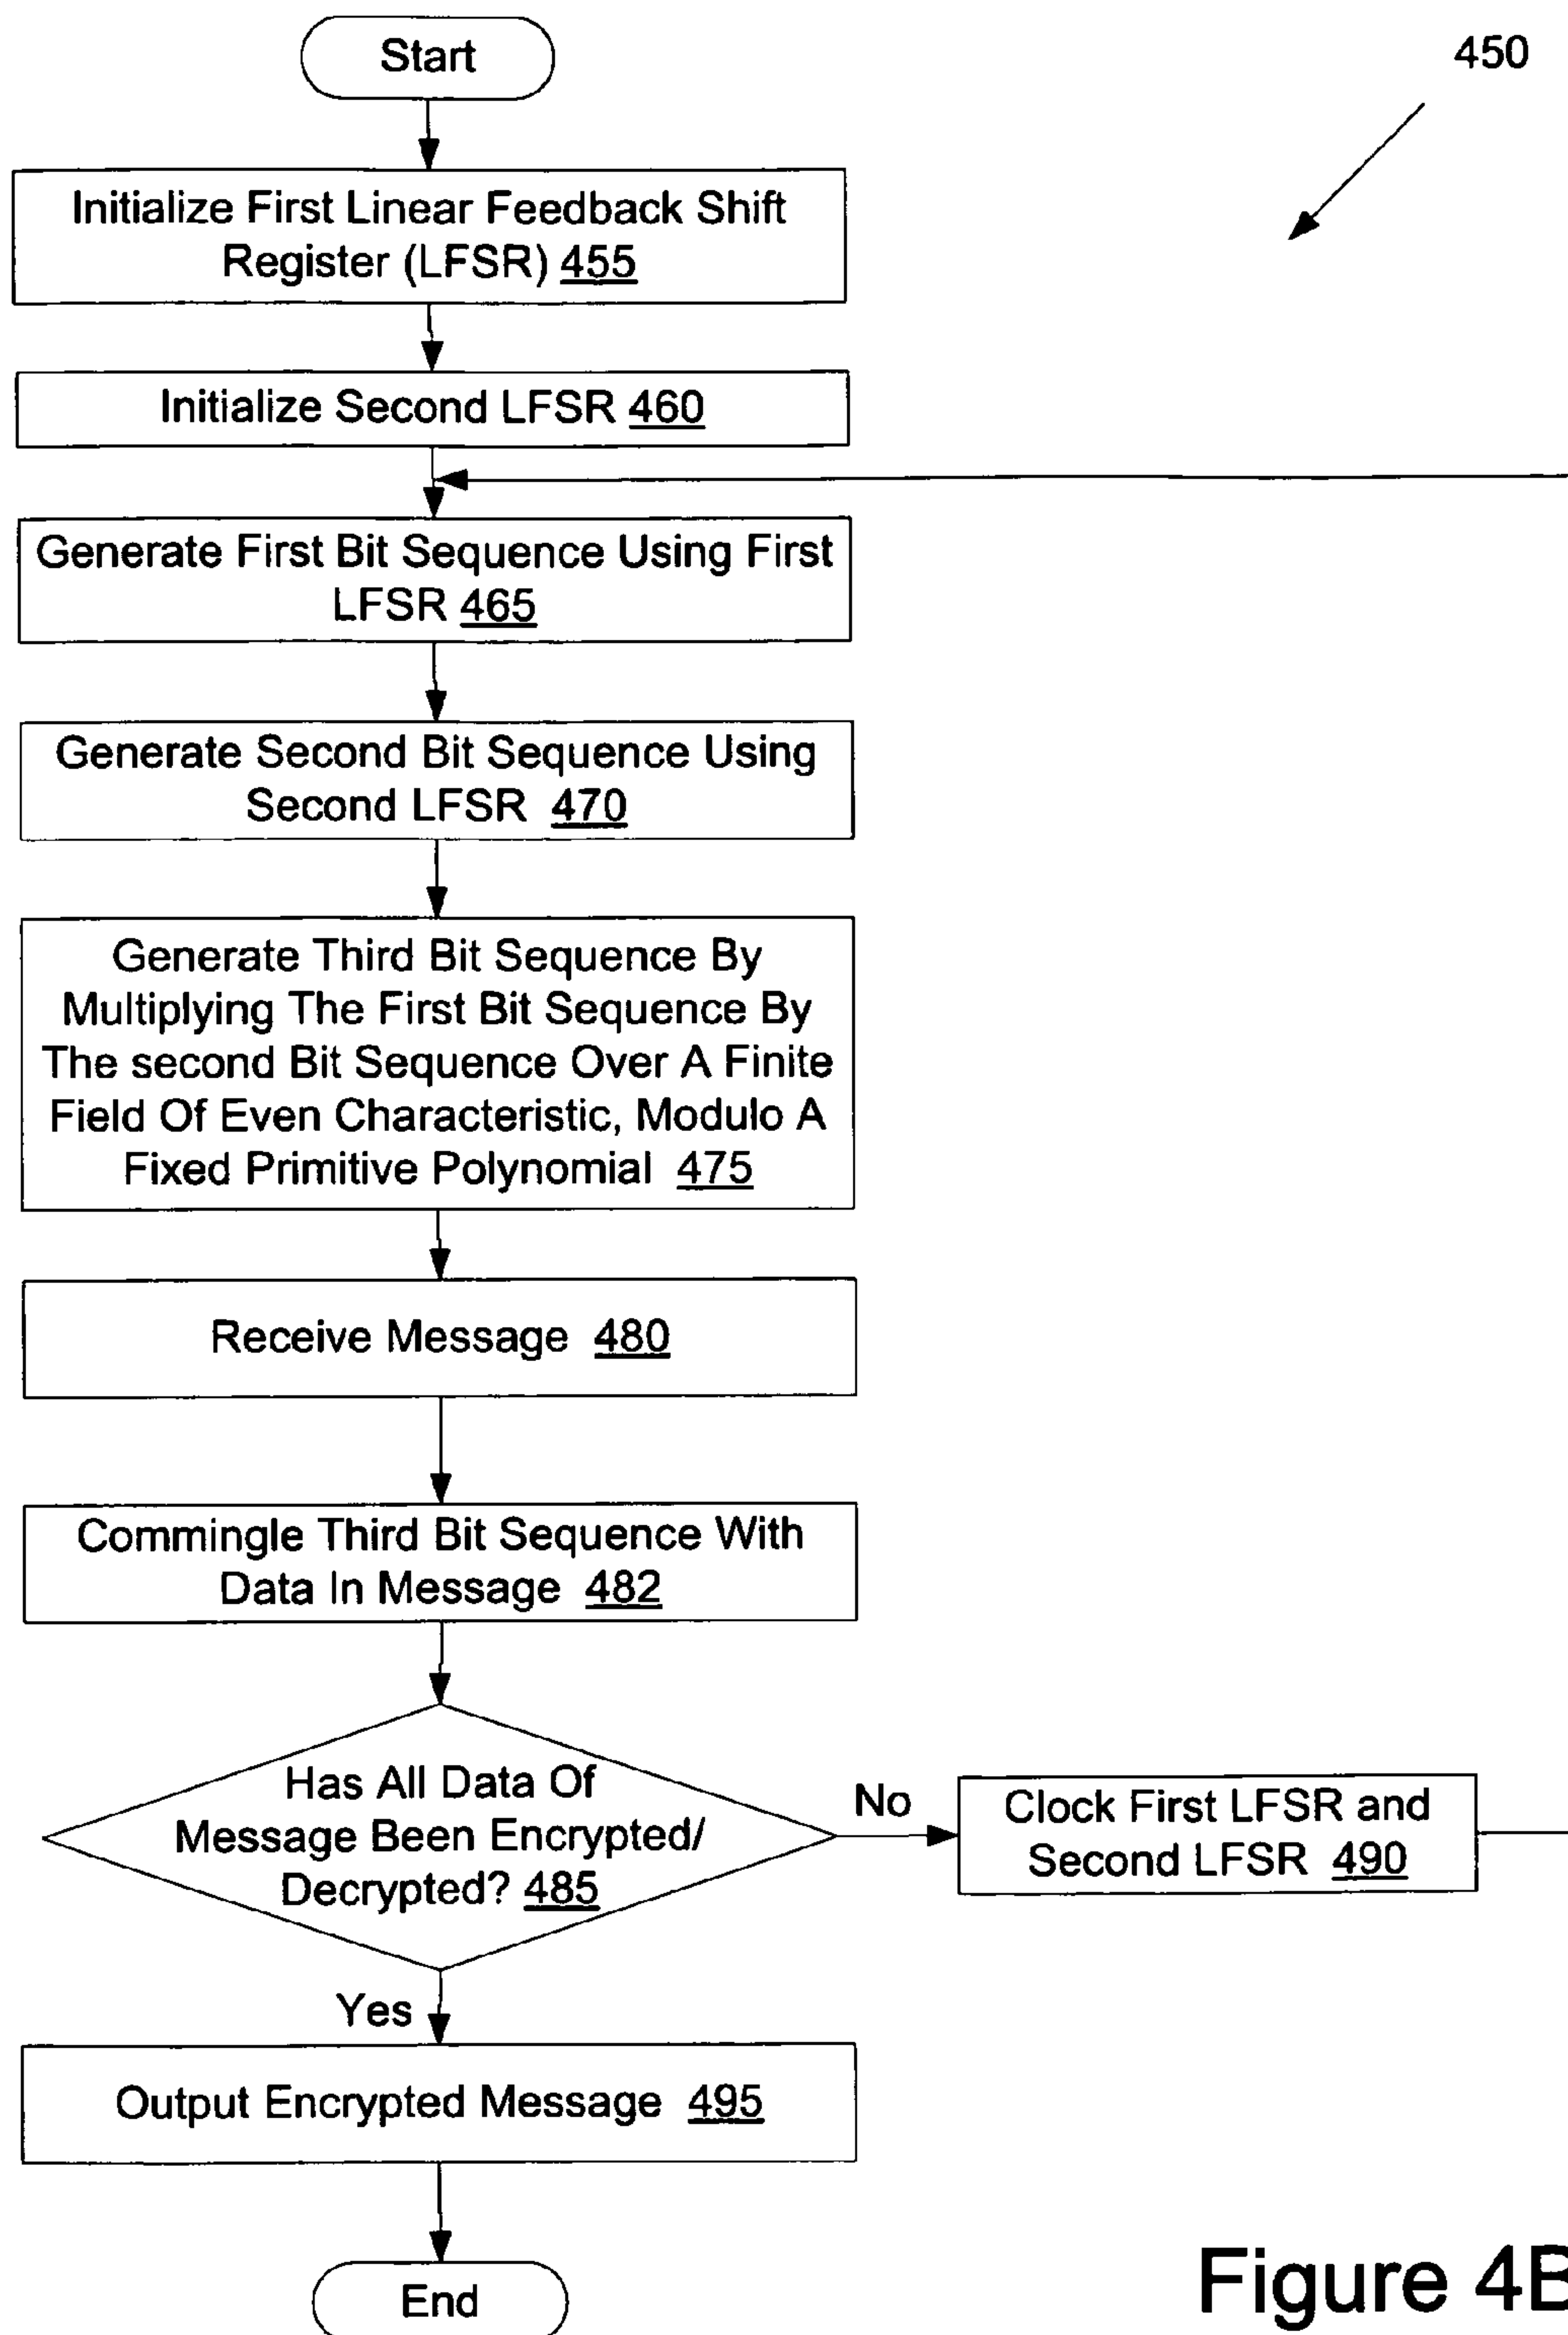 Start
450
Initialize First Linear Feedback Shift
Register (LFSR) 455
Initialize Second LFSR 460
Generate First Bit Sequence Using First
LFSR 465
Generate Second Bit Sequence Using
Second LFSR 470
Generate Third Bit Sequence By
Multiplying The First Bit Sequence By
The second Bit Sequence Over A Finite
Field Of Even Characteristic, Modulo A
Fixed Primitive Polynomial 475
Receive Message 480
Commingle Third Bit Sequence With
Data In Message 482
Has All Data Of
Message Been Encrypted/
Decrypted? 485
No
Clock First LFSR and
Second LFSR 490
Yes
Output Encrypted Message 495
End
Figure 4B